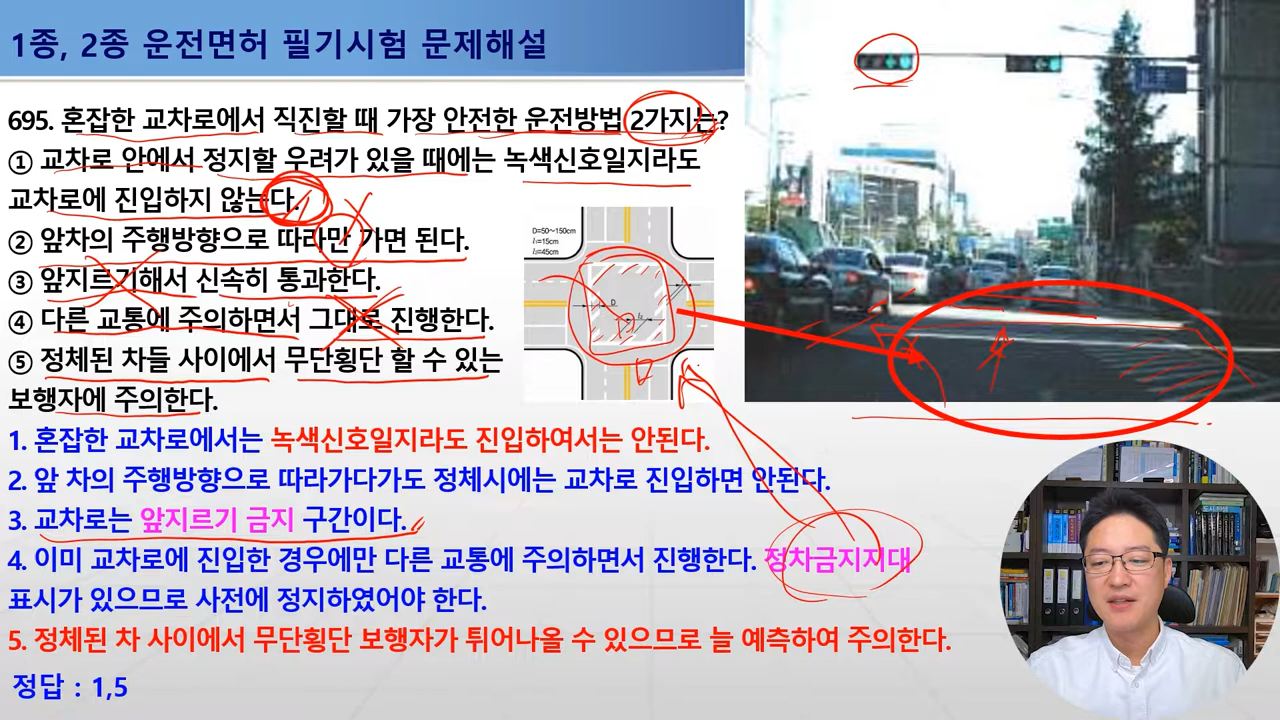 1종, 2종 운전면허 필기시험 문제해설
695. 혼잡한 교차로에서 직진할 때 가장 안전한 운전방법 2가지는?
① 교차로 안에서 정지할 우려가 있을 때에는 녹색신호일지라도
교차로에 진입하지 않는다.
② 앞차의 주행방향으로 따라만 가면 된다.
③ 앞지르기해서 신속히 통과한다.
④ 다른 교통에 주의하면서 그대로 진행한다.
⑤ 정체된 차들 사이에서 무단횡단 할 수 있는
보행자에 주의한다.
D=50~150cm
l₁=15cm
l₂=45cm
D
1. 혼잡한 교차로에서는 녹색신호일지라도 진입하여서는 안된다.
2. 앞 차의 주행방향으로 따라가다가도 정체시에는 교차로 진입하면 안된다.
3. 교차로는 앞지르기 금지 구간이다.
4. 이미 교차로에 진입한 경우에만 다른 교통에 주의하면서 진행한다. 정차금지지대
표시가 있으므로 사전에 정지하였어야 한다.
5. 정체된 차 사이에서 무단횡단 보행자가 튀어나올 수 있으므로 늘 예측하여 주의한다.
정답 : 1,5